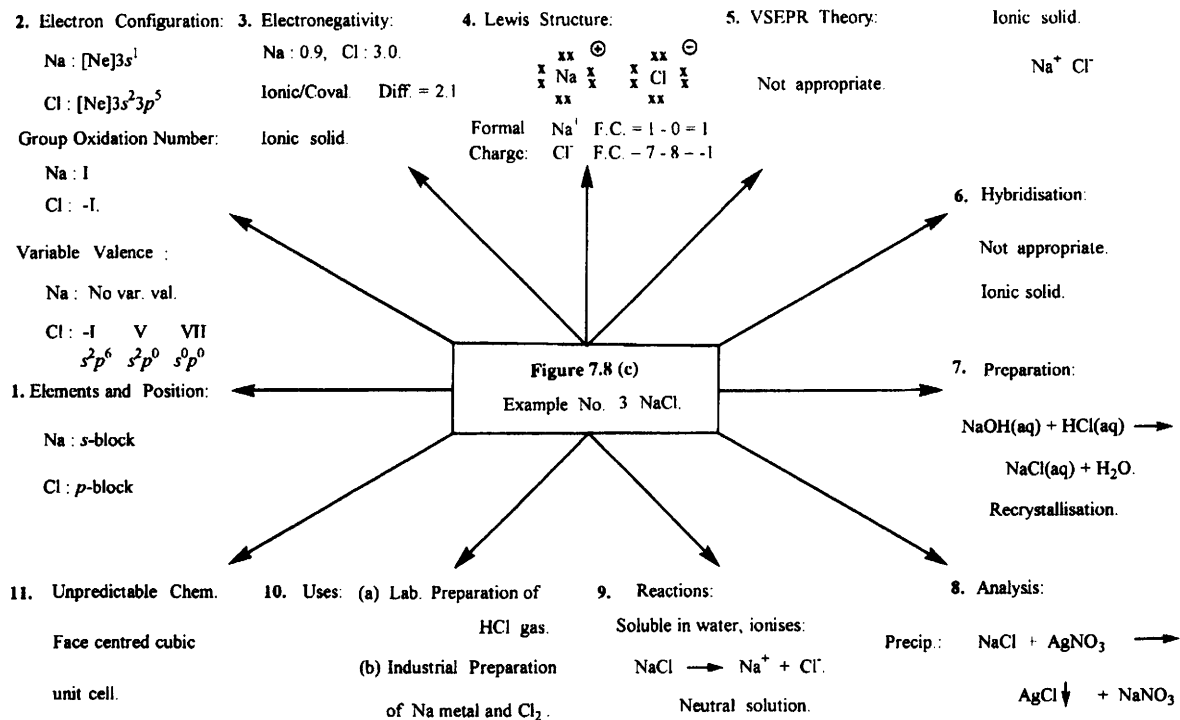 2. Electron Configuration:
Na : [Ne]3s¹
Cl : [Ne]3s²3p⁵
Group Oxidation Number:
Na : I
Cl : -I.
Variable Valence :
Na : No var. val.
Cl : -I V VII
s²p⁶ s²p⁰ s⁰p⁰
1. Elements and Position:
Na : s-block
Cl : p-block
3. Electronegativity:
Na : 0.9, Cl : 3.0.
Ionic/Coval. Diff. = 2.1
Ionic solid.
4. Lewis Structure:
xx ⊕ xx ⊖
x Na x x Cl x
x x x x
xx xx
Formal Na⁺ F.C. = 1 - 0 = 1
Charge: Cl⁻ F.C. = 7 - 8 = -1
5. VSEPR Theory:
Not appropriate.
Ionic solid.
Na⁺ Cl⁻
6. Hybridisation:
Not appropriate.
Ionic solid.
Figure 7.8 (c)
Example No. 3 NaCl.
7. Preparation:
NaOH(aq) + HCl(aq) →
NaCl(aq) + H₂O.
Recrystallisation.
8. Analysis:
Precip.: NaCl + AgNO₃ →
AgCl↓ + NaNO₃
9. Reactions:
Soluble in water, ionises:
NaCl → Na⁺ + Cl⁻.
Neutral solution.
10. Uses: (a) Lab. Preparation of
HCl gas.
(b) Industrial Preparation
of Na metal and Cl₂.
11. Unpredictable Chem.
Face centred cubic
unit cell.